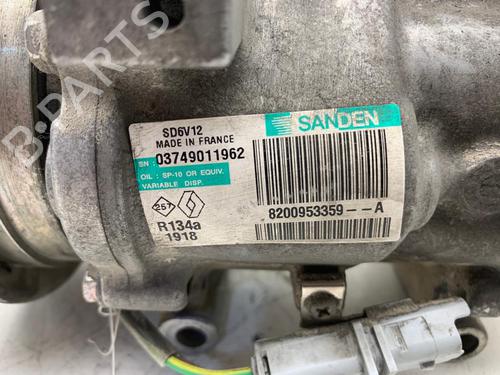 SD6V12
MADE IN FRANCE
SANDEN
SN: 03749011962
OIL : SP-10 OR EQUIV.
VARIABLE DISP.
257
R134a
1918
8200953359--A
B-PARTS